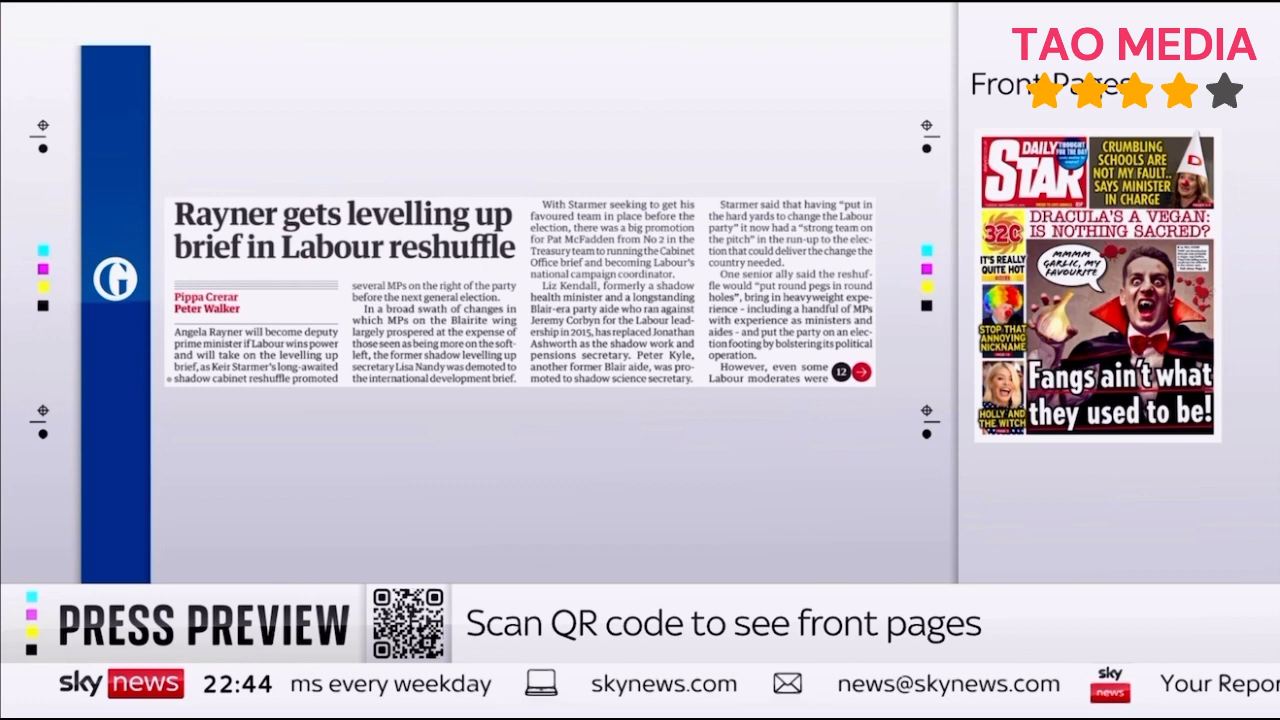 TAO MEDIA
Front Pages
G
Rayner gets levelling up
brief in Labour reshuffle
Pippa Crerar
Peter Walker
Angela Rayner will become deputy
prime minister if Labour wins power
and will take on the levelling up
brief, as Keir Starmer's long-awaited
shadow cabinet reshuffle promoted
several MPs on the right of the party
before the next general election.
In a broad swath of changes in
which MPs on the Blairite wing
largely prospered at the expense of
those seen as being more on the soft-
left, the former shadow levelling up
secretary Lisa Nandy was demoted to
the international development brief.
With Starmer seeking to get his
favoured team in place before the
election, there was a big promotion
for Pat McFadden from No 2 in the
Treasury team to running the Cabinet
Office brief and becoming Labour's
national campaign coordinator.
Liz Kendall, formerly a shadow
health minister and a longstanding
Blair-era party aide who ran against
Jeremy Corbyn for the Labour lead-
ership in 2015, has replaced Jonathan
Ashworth as the shadow work and
pensions secretary. Peter Kyle,
another former Blair aide, was pro-
moted to shadow science secretary.
Starmer said that having "put in
the hard yards to change the Labour
party" it now had a "strong team on
the pitch" in the run-up to the elec-
tion that could deliver the change the
country needed.
One senior ally said the reshuf-
fle would "put round pegs in round
holes", bring in heavyweight expe-
rience – including a handful of MPs
with experience as ministers and
aides – and put the party on an elec-
tion footing by bolstering its political
operation.
However, even some
Labour moderates were
12
DAILY
STAR
THOUGHT
FOR THE DAY
CRUMBLING
SCHOOLS ARE
NOT MY FAULT..
SAYS MINISTER
IN CHARGE
D
32C
IT'S REALLY
QUITE HOT
STOP THAT
ANNOYING
NICKNAME
HOLLY AND
THE WITCH
DRACULA'S A VEGAN:
IS NOTHING SACRED?
MMMM
GARLIC, MY
FAVOURITE
Fangs ain't what
they used to be!
PRESS PREVIEW
Scan QR code to see front pages
sky news 22:44 ms every weekday skynews.com news@skynews.com sky news Your Repor